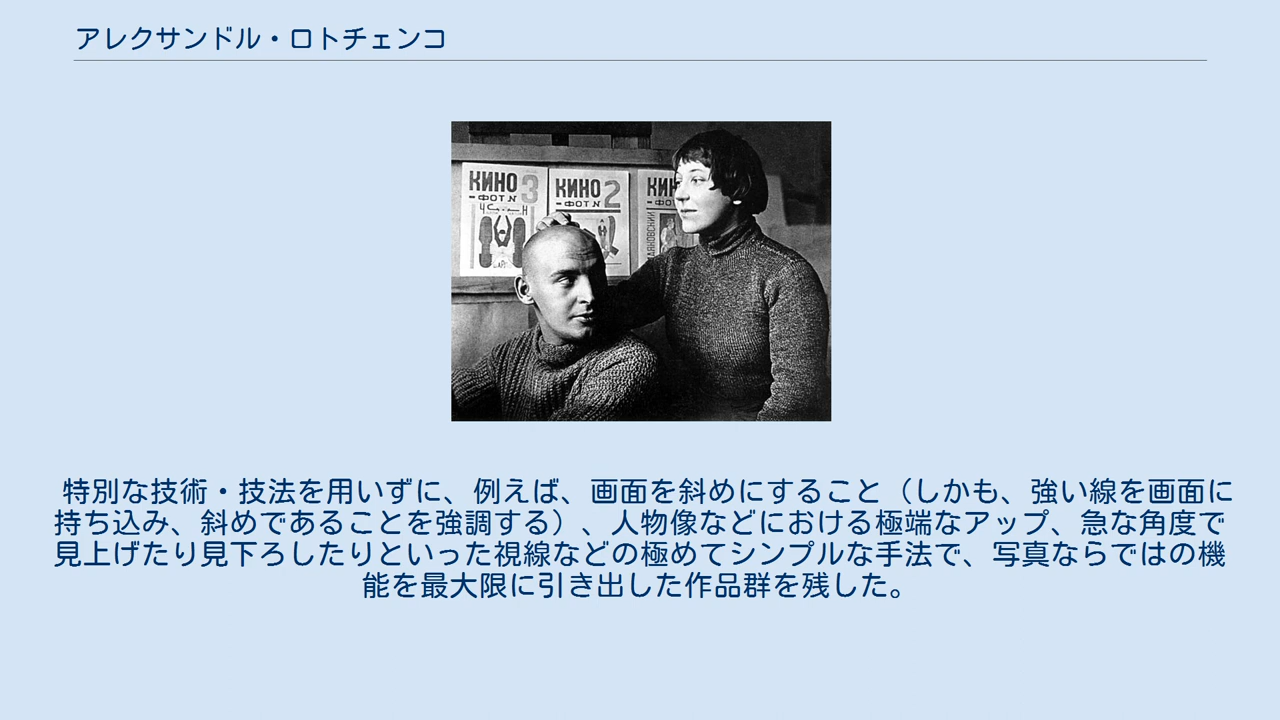 アレクサンドル・ロトチェンコ
КИНО 3
-ФОТ N
КИНО 2
-ФОТ N
КИН
特別な技術・技法を用いずに、例えば、画面を斜めにすること（しかも、強い線を画面に
持ち込み、斜めであることを強調する）、人物像などにおける極端なアップ、急な角度で
見上げたり見下ろしたりといった視線などの極めてシンプルな手法で、写真ならではの機
能を最大限に引き出した作品群を残した。